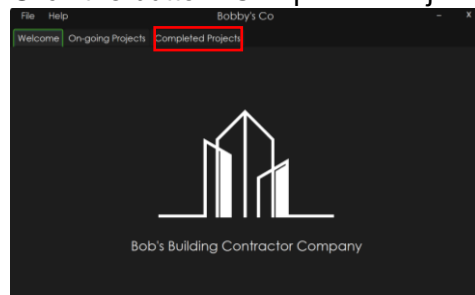 File Help Bobby's Co - x
Welcome On-going Projects Completed Projects
Bob's Building Contractor Company